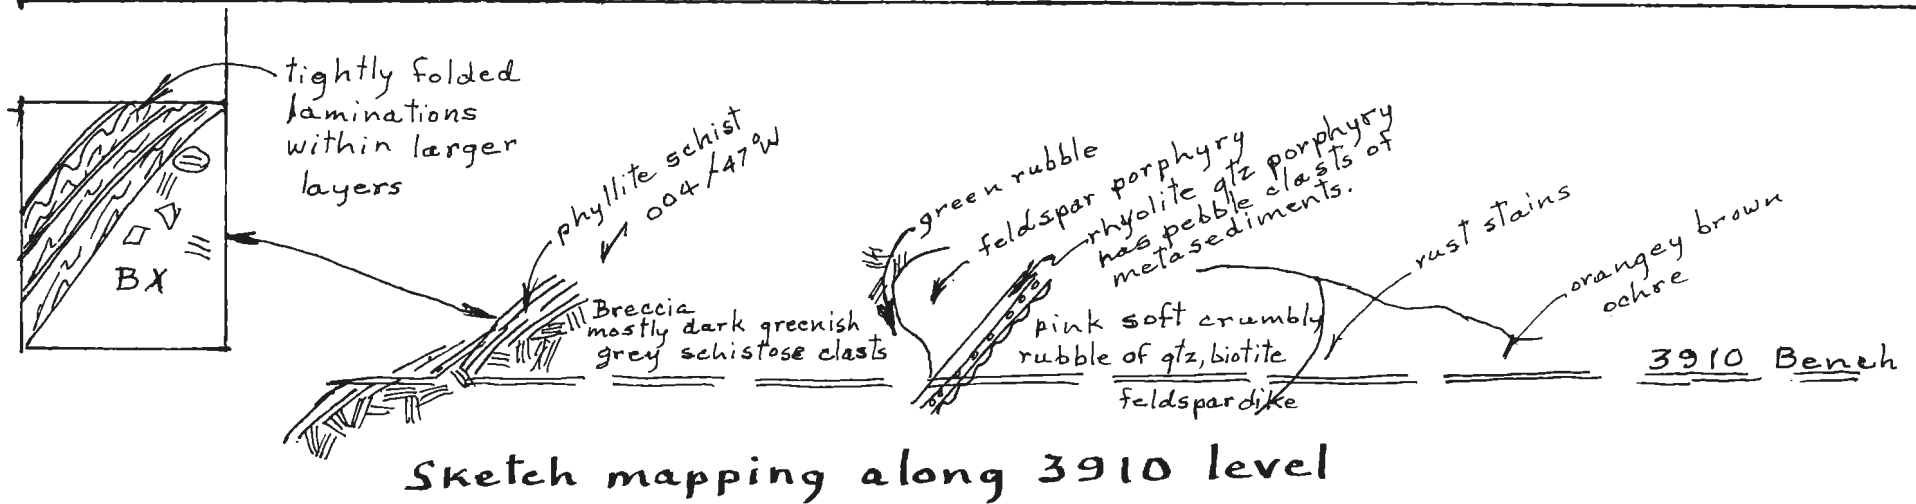 tightly folded
laminations
within larger
layers
BX
phyllite schist
004/47°W
Breccia
mostly dark greenish
grey schistose clasts
green rubble
feldspar porphyry
rhyolite qtz porphyry
has pebble clasts of
metasediments.
pink soft crumbly
rubble of qtz, biotite
feldspar dike
rust stains
orangey brown
ochre
3910 Bench
Sketch mapping along 3910 level